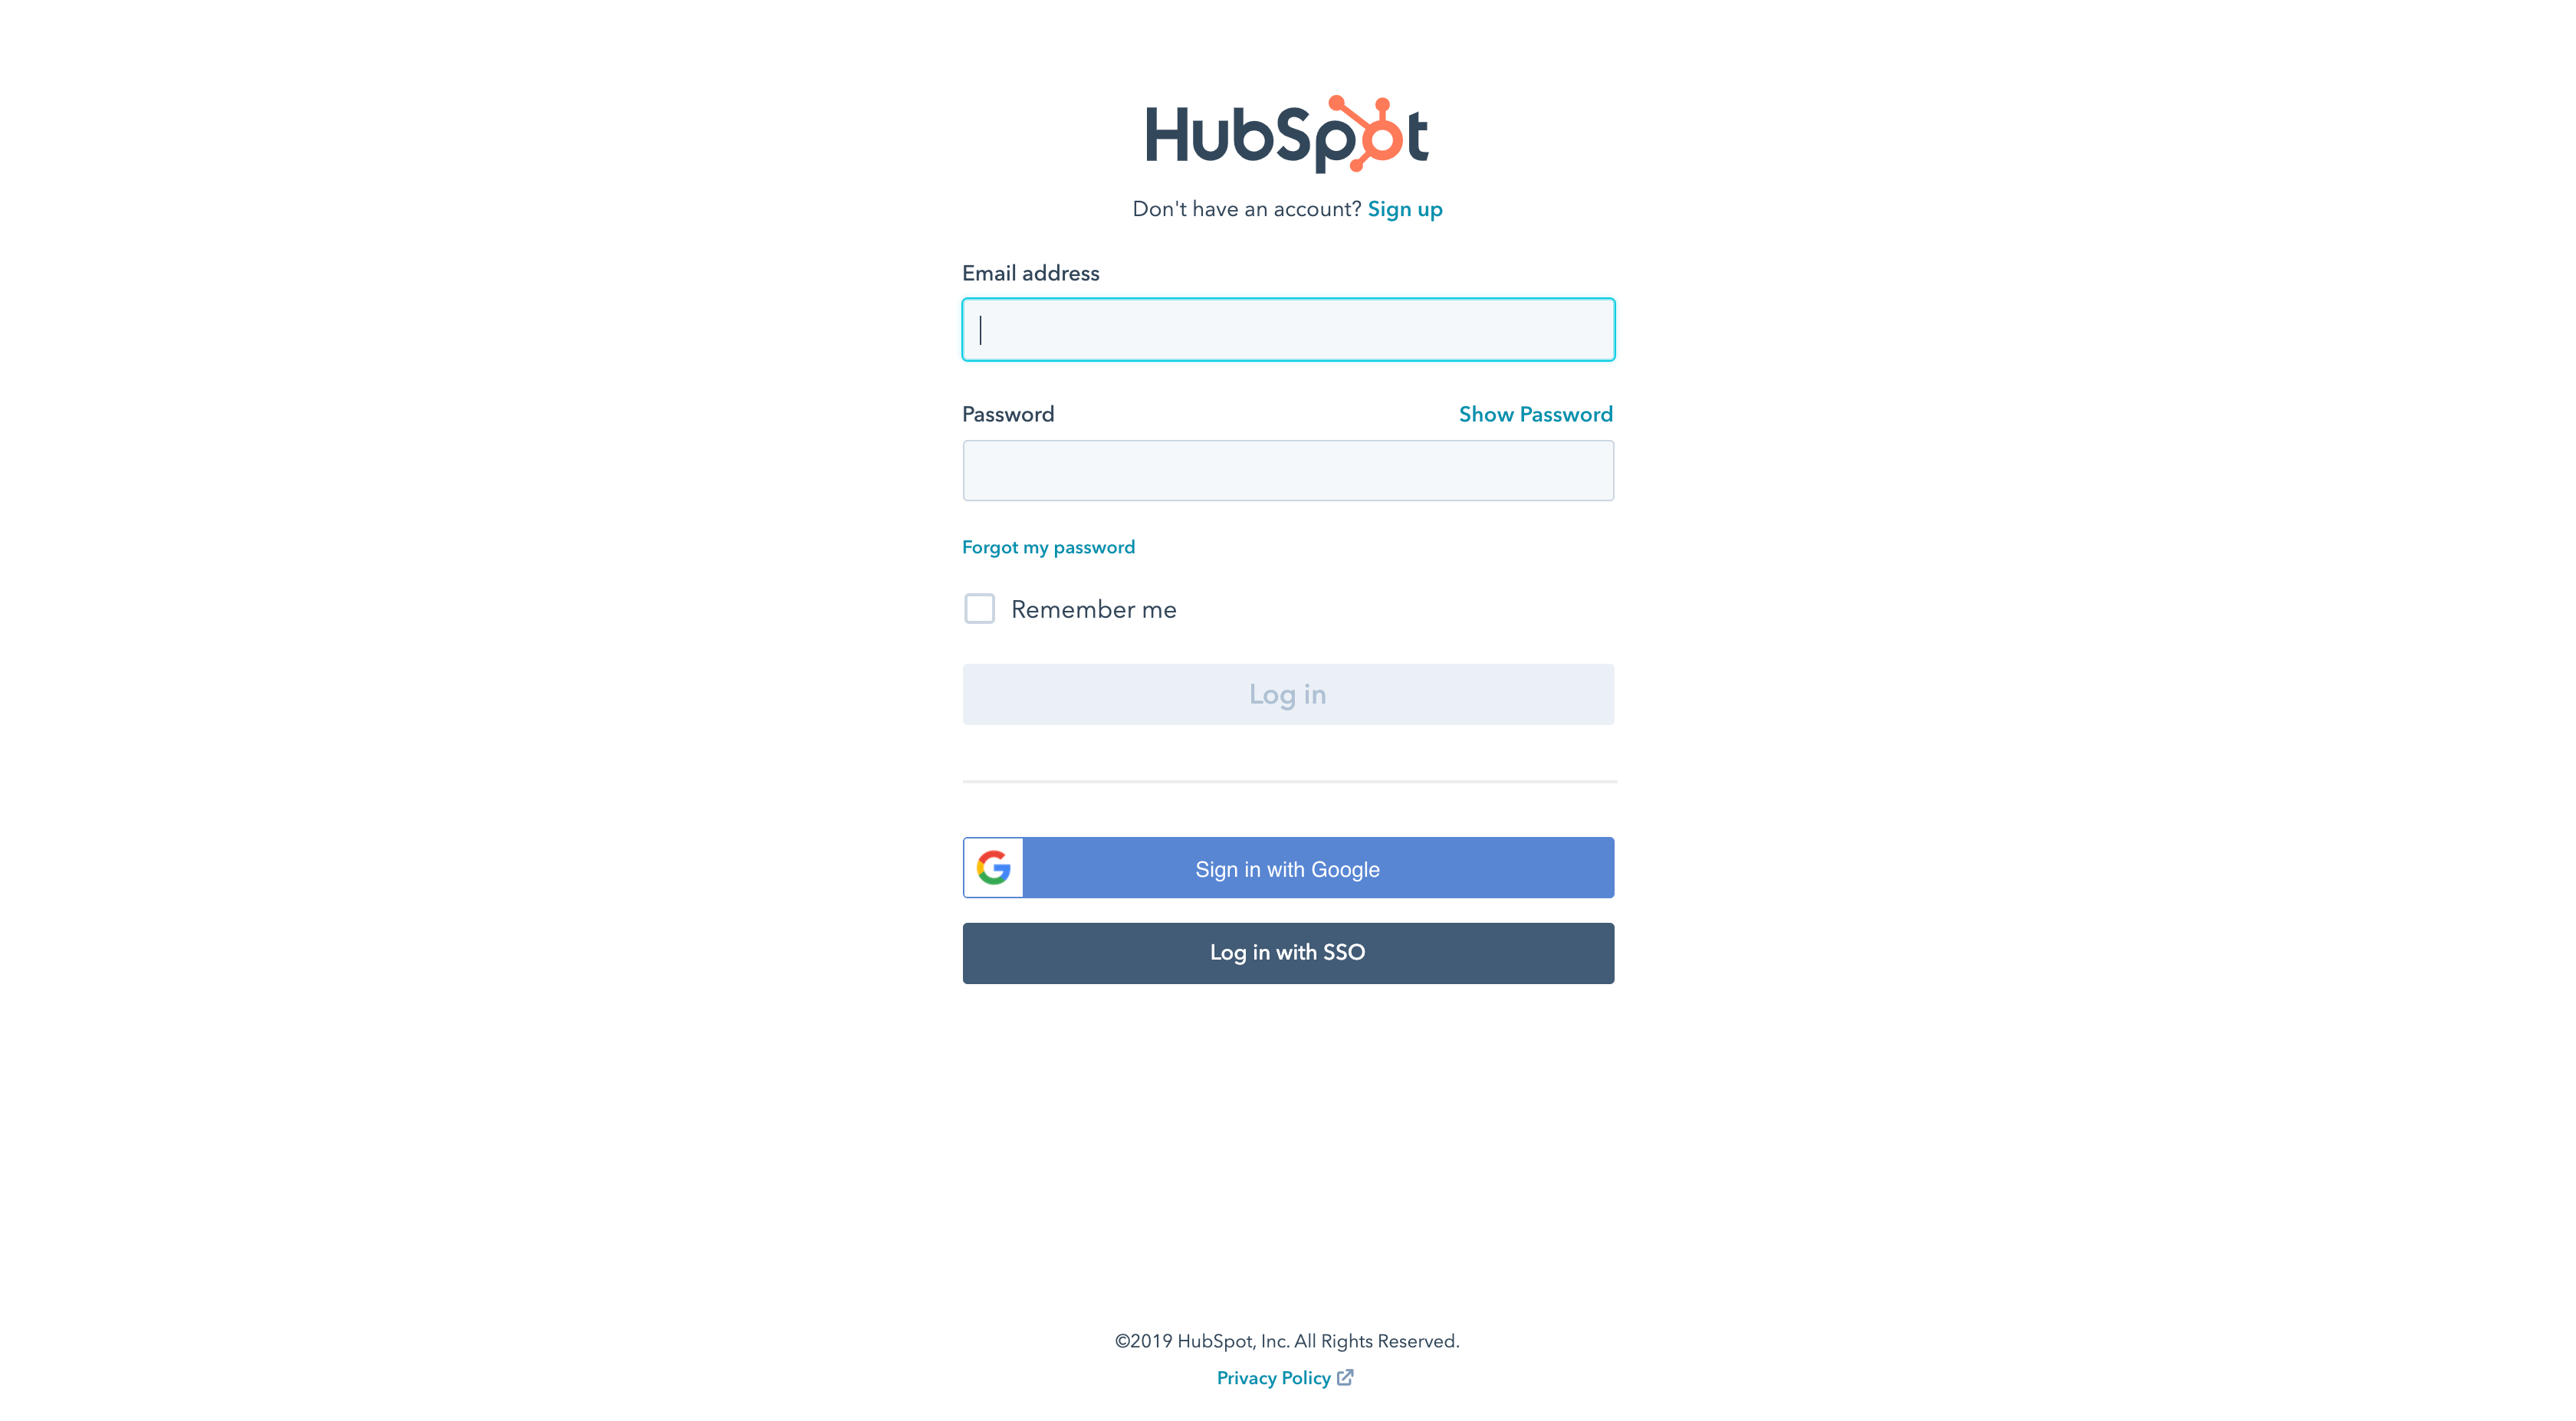 HubSpot
Don't have an account? Sign up
Email address
Password Show Password
Forgot my password
Remember me
Log in
Sign in with Google
Log in with SSO
©2019 HubSpot, Inc. All Rights Reserved.
Privacy Policy